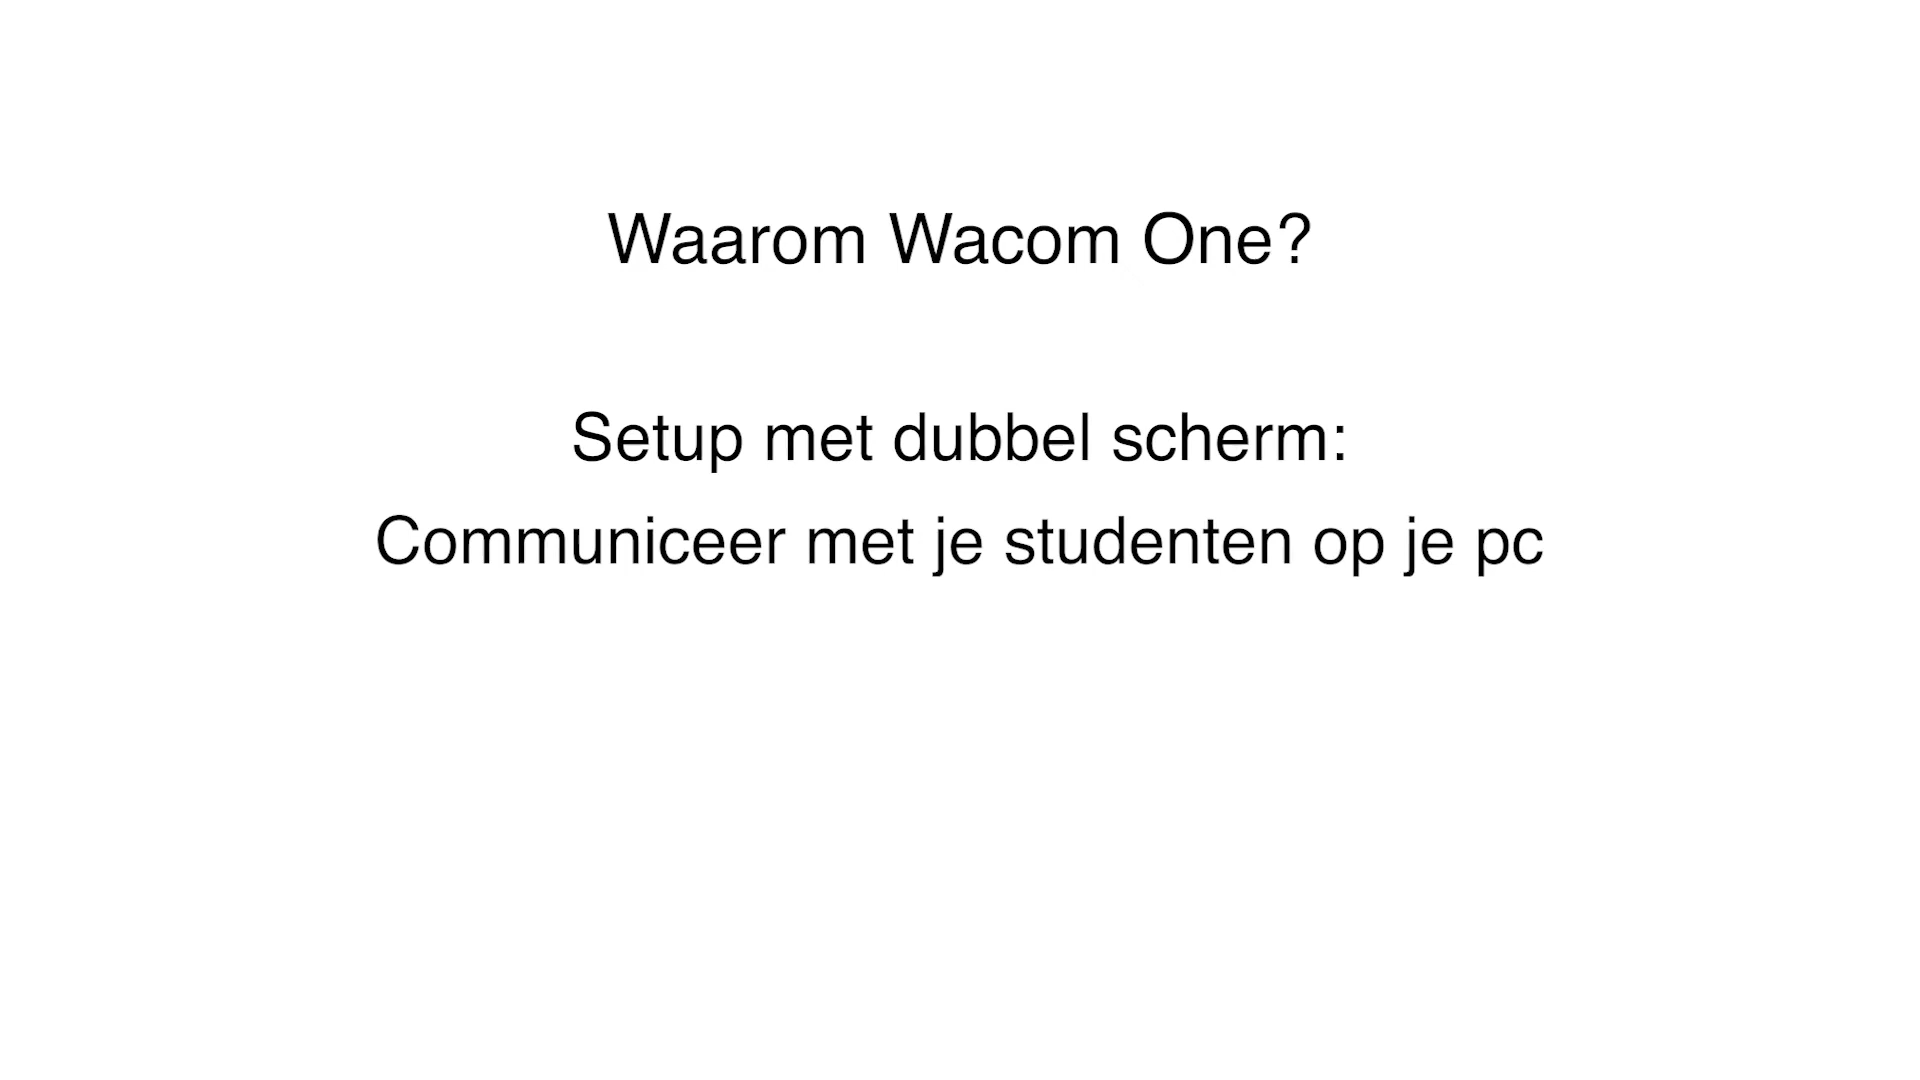 Waarom Wacom One?
Setup met dubbel scherm:
Communiceer met je studenten op je pc